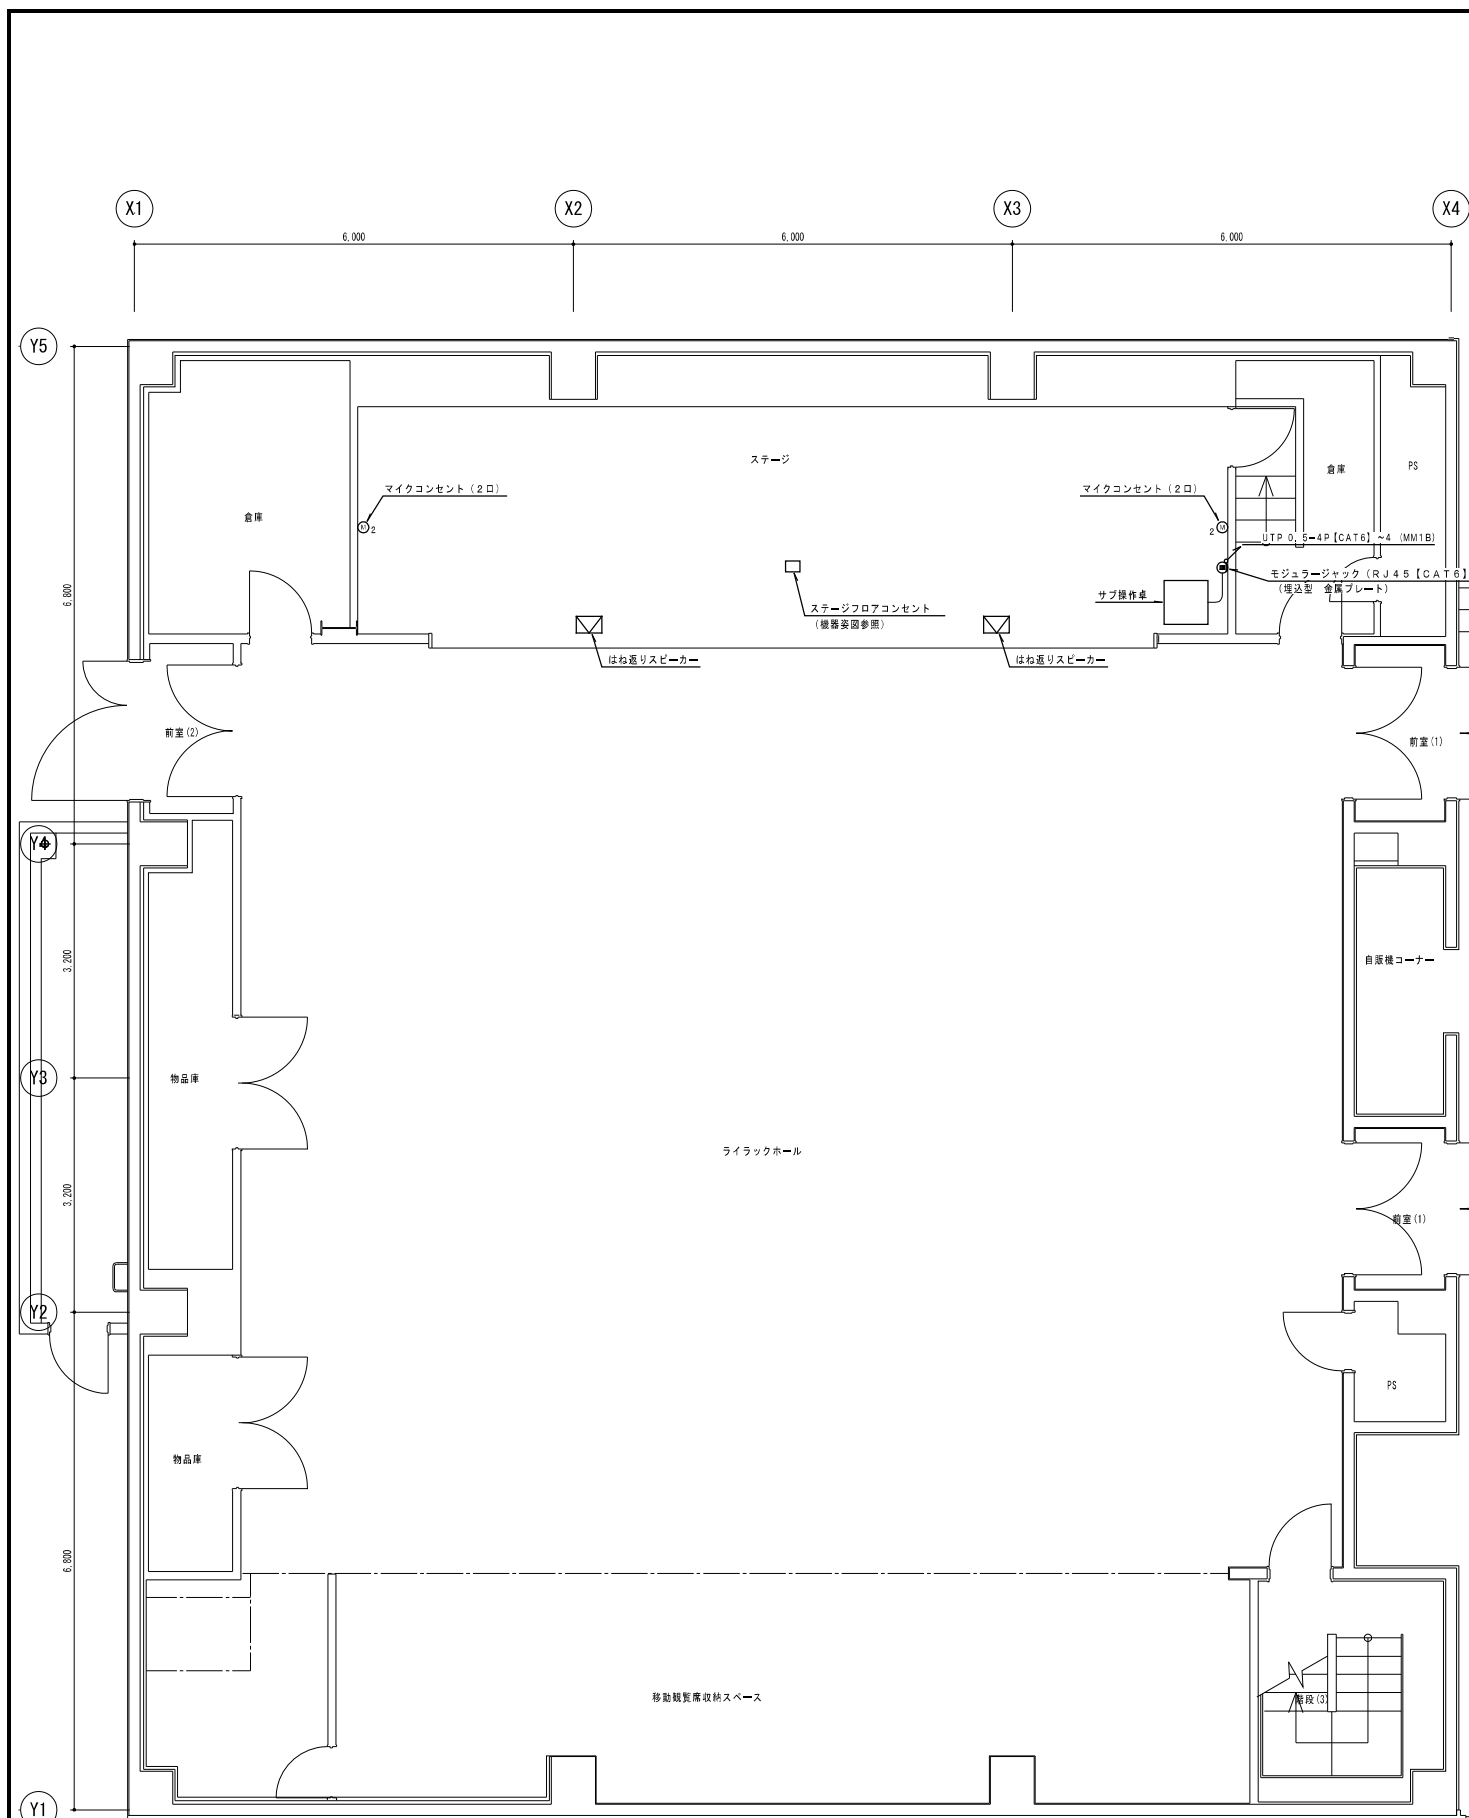 X1
X2
X3
X4
6,000
6,000
6,000
Y5
ステージ
倉庫
PS
マイクコンセント(2口)
マイクコンセント(2口)
倉庫
M
2
2
M
UTP 0.5-4P【CAT6】~4 (MM1B)
モジュラージャック(RJ45【CAT6】
(埋込型 金属プレート)
6,800
サブ操作卓
ステージフロアコンセント
(機器姿図参照)
はね返りスピーカー
はね返りスピーカー
前室(2)
前室(1)
Y4
3,200
自販機コーナー
Y3
物品庫
ライラックホール
3,200
前室(1)
Y2
PS
物品庫
6,800
移動観覧席収納スペース
階段(3)
Y1